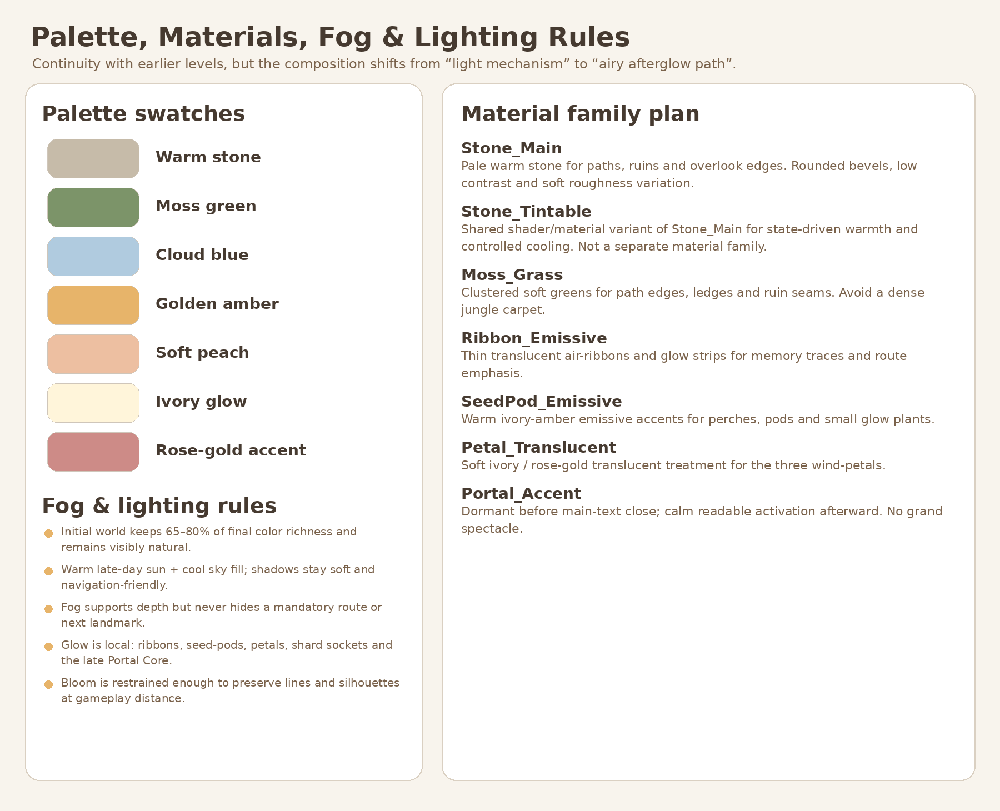 Palette, Materials, Fog & Lighting Rules
Continuity with earlier levels, but the composition shifts from “light mechanism” to “airy afterglow path”.
Palette swatches
Warm stone
Moss green
Cloud blue
Golden amber
Soft peach
Ivory glow
Rose-gold accent
Fog & lighting rules
Initial world keeps 65–80% of final color richness and
remains visibly natural.
Warm late-day sun + cool sky fill; shadows stay soft and
navigation-friendly.
Fog supports depth but never hides a mandatory route or
next landmark.
Glow is local: ribbons, seed-pods, petals, shard sockets and
the late Portal Core.
Bloom is restrained enough to preserve lines and silhouettes
at gameplay distance.
Material family plan
Stone_Main
Pale warm stone for paths, ruins and overlook edges. Rounded bevels, low
contrast and soft roughness variation.
Stone_Tintable
Shared shader/material variant of Stone_Main for state-driven warmth and
controlled cooling. Not a separate material family.
Moss_Grass
Clustered soft greens for path edges, ledges and ruin seams. Avoid a dense
jungle carpet.
Ribbon_Emissive
Thin translucent air-ribbons and glow strips for memory traces and route
emphasis.
SeedPod_Emissive
Warm ivory-amber emissive accents for perches, pods and small glow plants.
Petal_Translucent
Soft ivory / rose-gold translucent treatment for the three wind-petals.
Portal_Accent
Dormant before main-text close; calm readable activation afterward. No grand
spectacle.